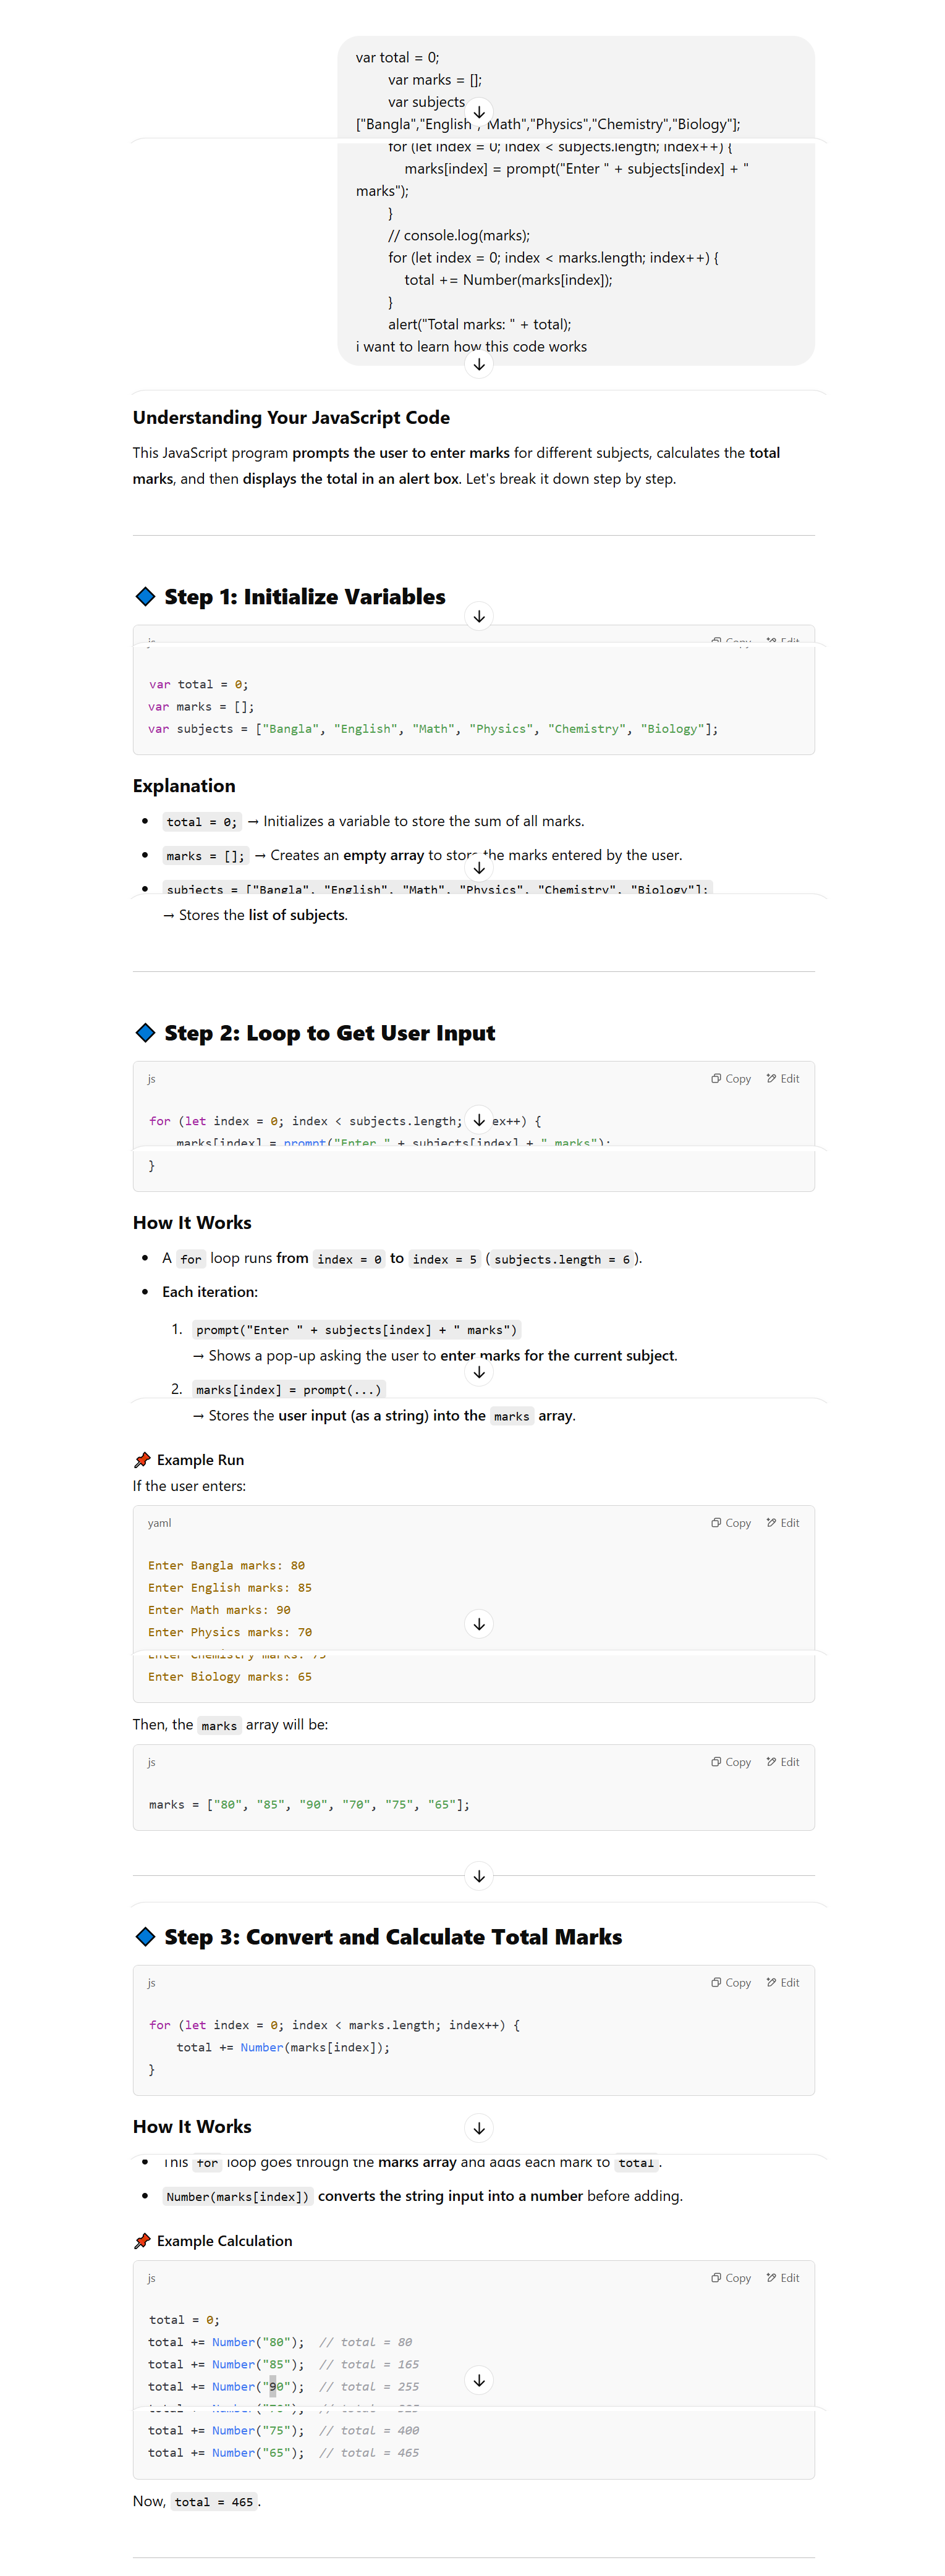 var total = 0;
var marks = [];
var subjects
["Bangla","English", "Math","Physics","Chemistry","Biology"];
for (let index = 0; index < subjects.length; index++) {
marks[index] = prompt("Enter " + subjects[index] + "
marks");
}
// console.log(marks);
for (let index = 0; index < marks.length; index++) {
total += Number(marks[index]);
}
alert("Total marks: " + total);
i want to learn how this code works
Understanding Your JavaScript Code
This JavaScript program prompts the user to enter marks for different subjects, calculates the total
marks, and then displays the total in an alert box. Let's break it down step by step.
Step 1: Initialize Variables
js Copy Edit
var total = 0;
var marks = [];
var subjects = ["Bangla", "English", "Math", "Physics", "Chemistry", "Biology"];
Explanation
• total = 0; → Initializes a variable to store the sum of all marks.
• marks = []; → Creates an empty array to store the marks entered by the user.
• subjects = ["Bangla", "English", "Math", "Physics", "Chemistry", "Biology"];
→ Stores the list of subjects.
Step 2: Loop to Get User Input
js Copy Edit
for (let index = 0; index < subjects.length; ex++) {
marks[index] = prompt("Enter " + subjects[index] + " marks");
}
How It Works
• A for loop runs from index = 0 to index = 5 (subjects.length = 6).
• Each iteration:
1. prompt("Enter " + subjects[index] + " marks")
→ Shows a pop-up asking the user to enter marks for the current subject.
2. marks[index] = prompt(...)
→ Stores the user input (as a string) into the marks array.
📌 Example Run
If the user enters:
yaml Copy Edit
Enter Bangla marks: 80
Enter English marks: 85
Enter Math marks: 90
Enter Physics marks: 70
Enter Chemistry marks: 75
Enter Biology marks: 65
Then, the marks array will be:
js Copy Edit
marks = ["80", "85", "90", "70", "75", "65"];
Step 3: Convert and Calculate Total Marks
js Copy Edit
for (let index = 0; index < marks.length; index++) {
total += Number(marks[index]);
}
How It Works
• This for loop goes through the marks array and adds each mark to total.
• Number(marks[index]) converts the string input into a number before adding.
📌 Example Calculation
js Copy Edit
total = 0;
total += Number("80"); // total = 80
total += Number("85"); // total = 165
total += Number("90"); // total = 255
total += Number("75"); // total = 400
total += Number("65"); // total = 465
Now, total = 465.